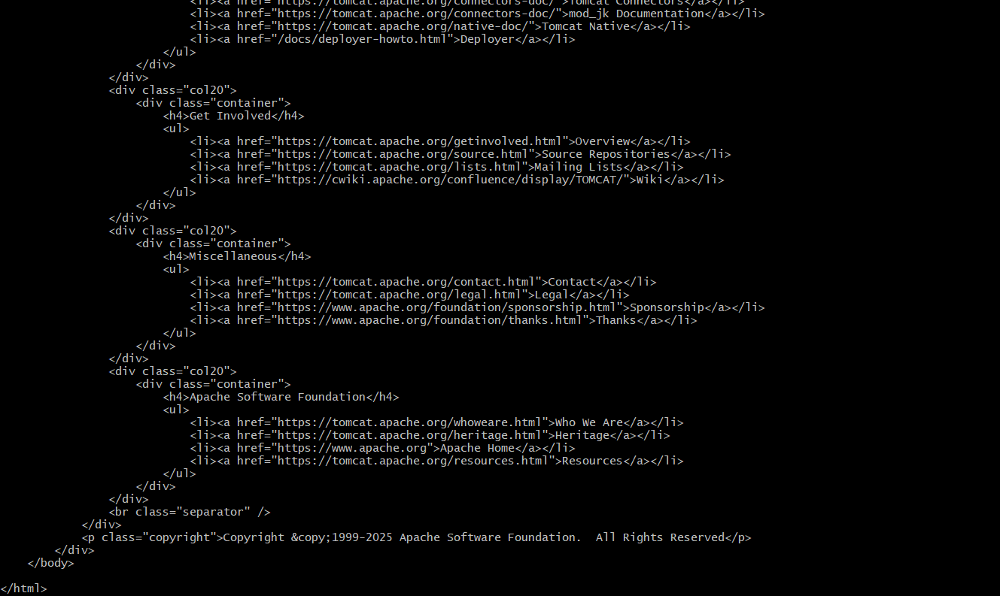 <li><a href="https://tomcat.apache.org/connectors-doc/">Tomcat Connectors</a></li>
<li><a href="https://tomcat.apache.org/connectors-doc/">mod_jk Documentation</a></li>
<li><a href="https://tomcat.apache.org/native-doc/">Tomcat Native</a></li>
<li><a href="/docs/deployer-howto.html">Deployer</a></li>
</ul>
</div>
</div>
<div class="col20">
<div class="container">
<h4>Get Involved</h4>
<ul>
<li><a href="https://tomcat.apache.org/getinvolved.html">Overview</a></li>
<li><a href="https://tomcat.apache.org/source.html">Source Repositories</a></li>
<li><a href="https://tomcat.apache.org/lists.html">Mailing Lists</a></li>
<li><a href="https://cwiki.apache.org/confluence/display/TOMCAT/">Wiki</a></li>
</ul>
</div>
</div>
<div class="col20">
<div class="container">
<h4>Miscellaneous</h4>
<ul>
<li><a href="https://tomcat.apache.org/contact.html">Contact</a></li>
<li><a href="https://tomcat.apache.org/legal.html">Legal</a></li>
<li><a href="https://www.apache.org/foundation/sponsorship.html">Sponsorship</a></li>
<li><a href="https://www.apache.org/foundation/thanks.html">Thanks</a></li>
</ul>
</div>
</div>
<div class="col20">
<div class="container">
<h4>Apache Software Foundation</h4>
<ul>
<li><a href="https://tomcat.apache.org/whoweare.html">Who We Are</a></li>
<li><a href="https://tomcat.apache.org/heritage.html">Heritage</a></li>
<li><a href="https://www.apache.org">Apache Home</a></li>
<li><a href="https://tomcat.apache.org/resources.html">Resources</a></li>
</ul>
</div>
</div>
<br class="separator" />
</div>
<p class="copyright">Copyright &copy;1999-2025 Apache Software Foundation.  All Rights Reserved</p>
</div>
</body>
</html>